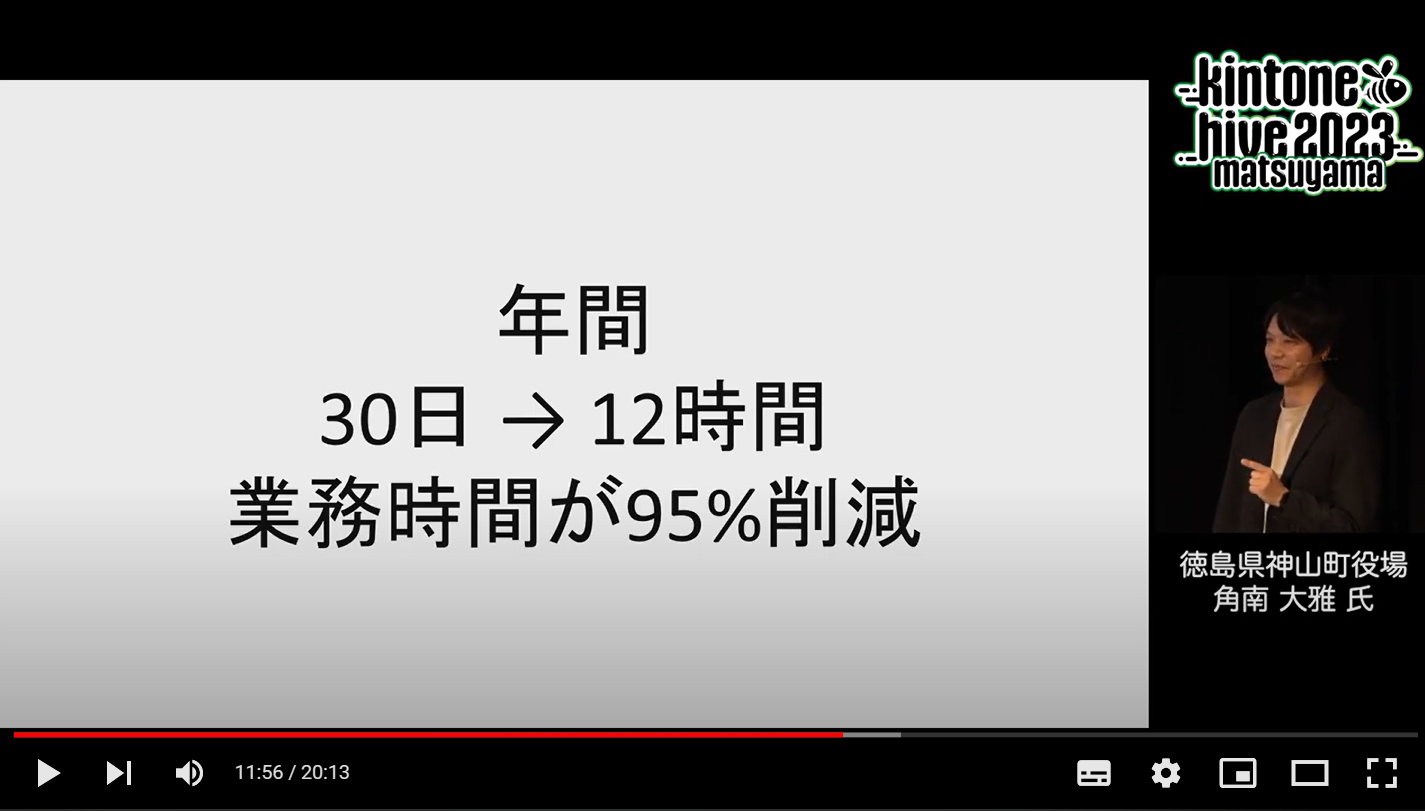 kintone
hive 2023
matsuyama
年間
30日 → 12時間
業務時間が95%削減
徳島県神山町役場
角南 大雅 氏
11:56 / 20:13